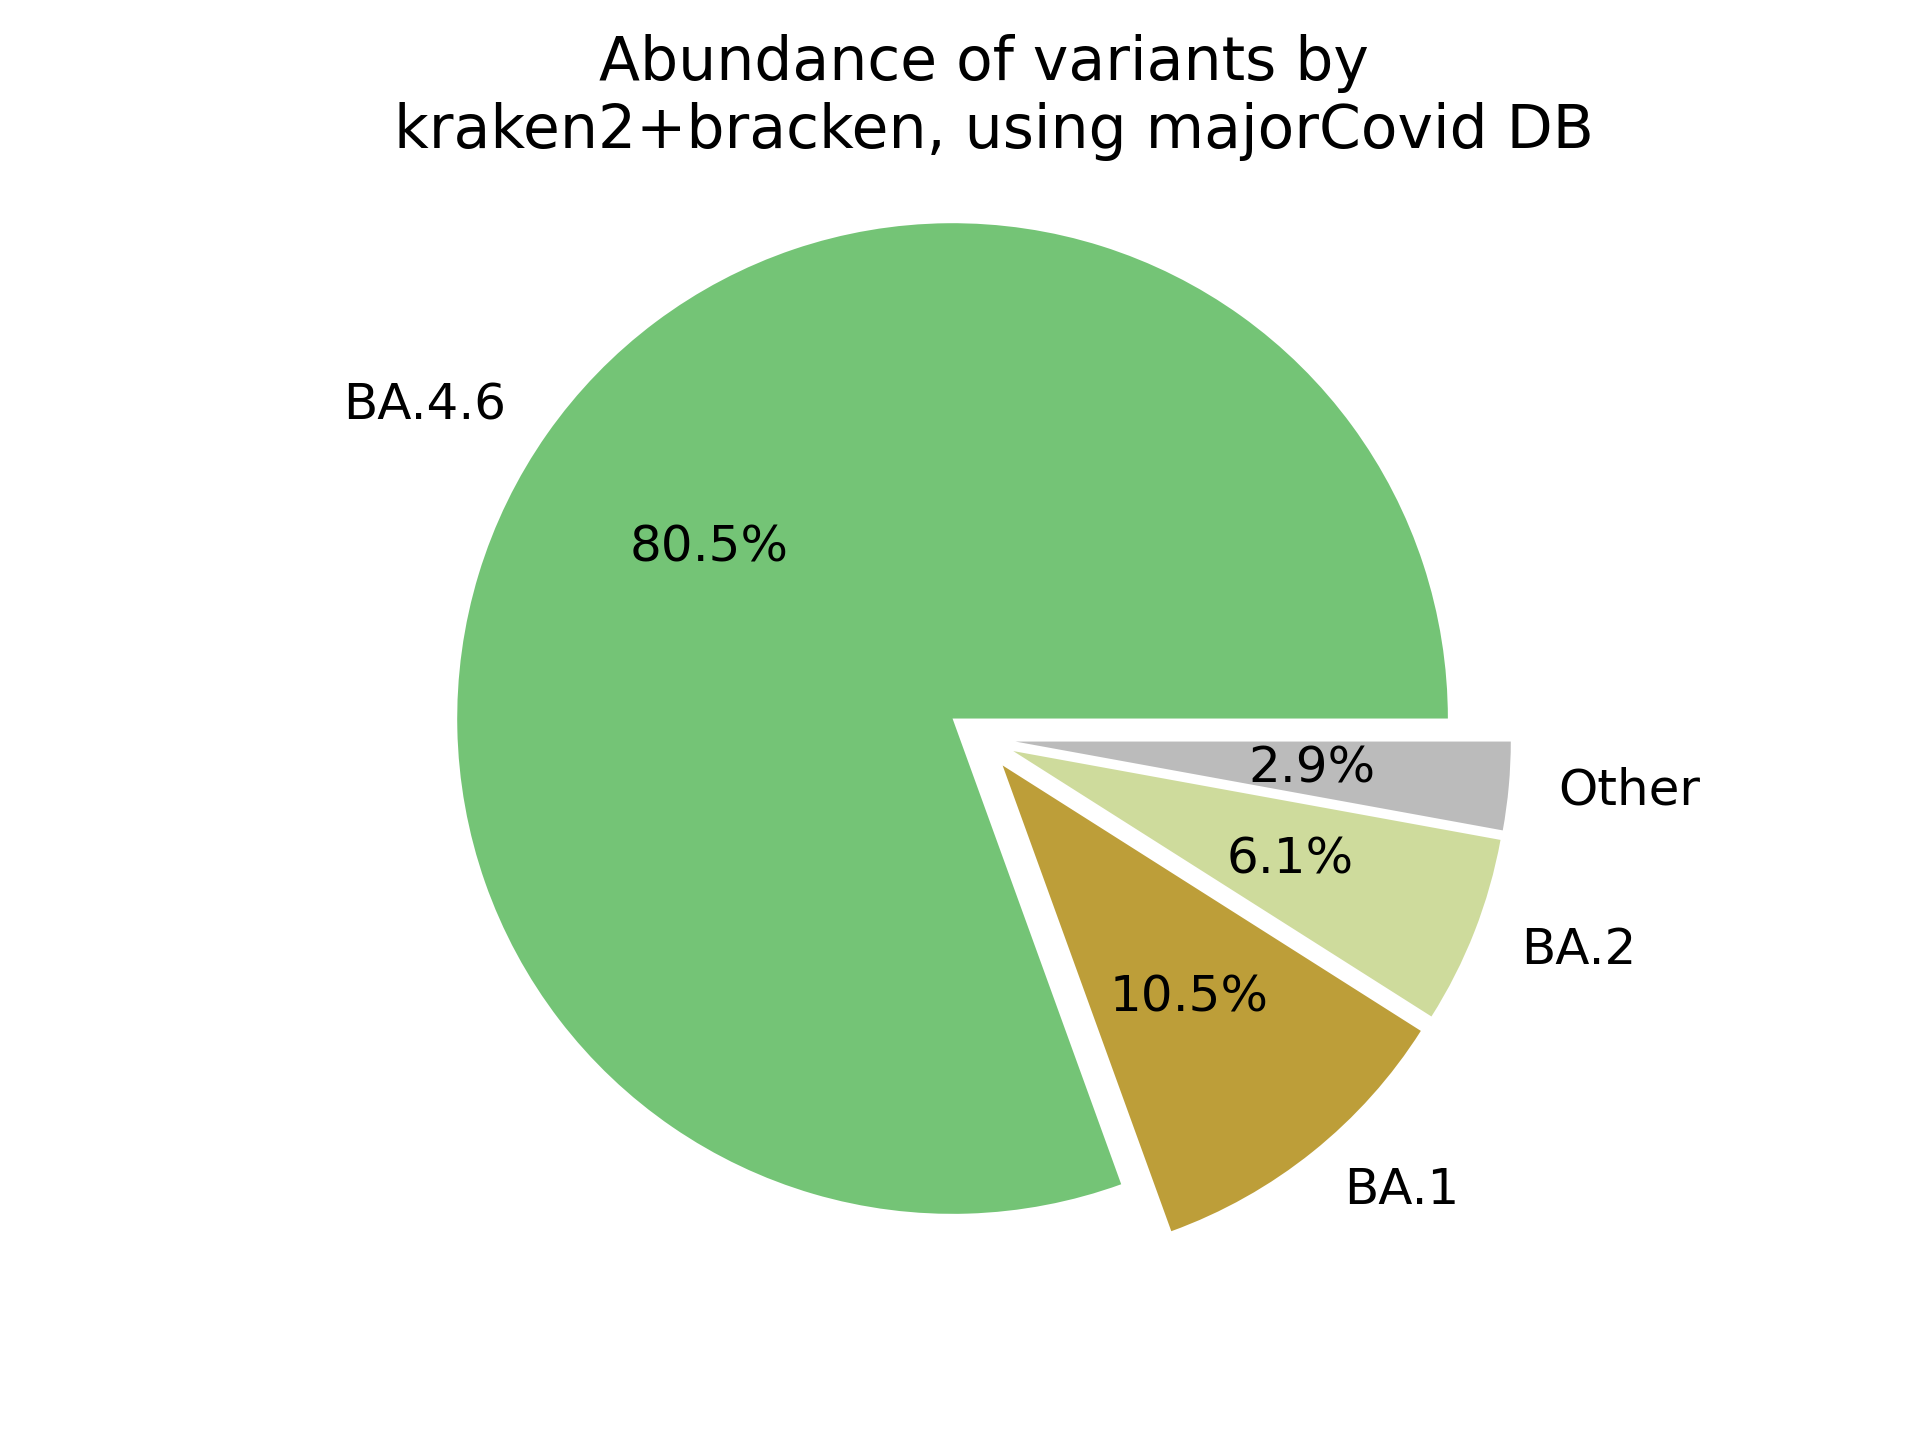 Abundance of variants by
kraken2+bracken, using majorCovid DB
BA.4.6
80.5%
2.9%
Other
6.1%
BA.2
10.5%
BA.1